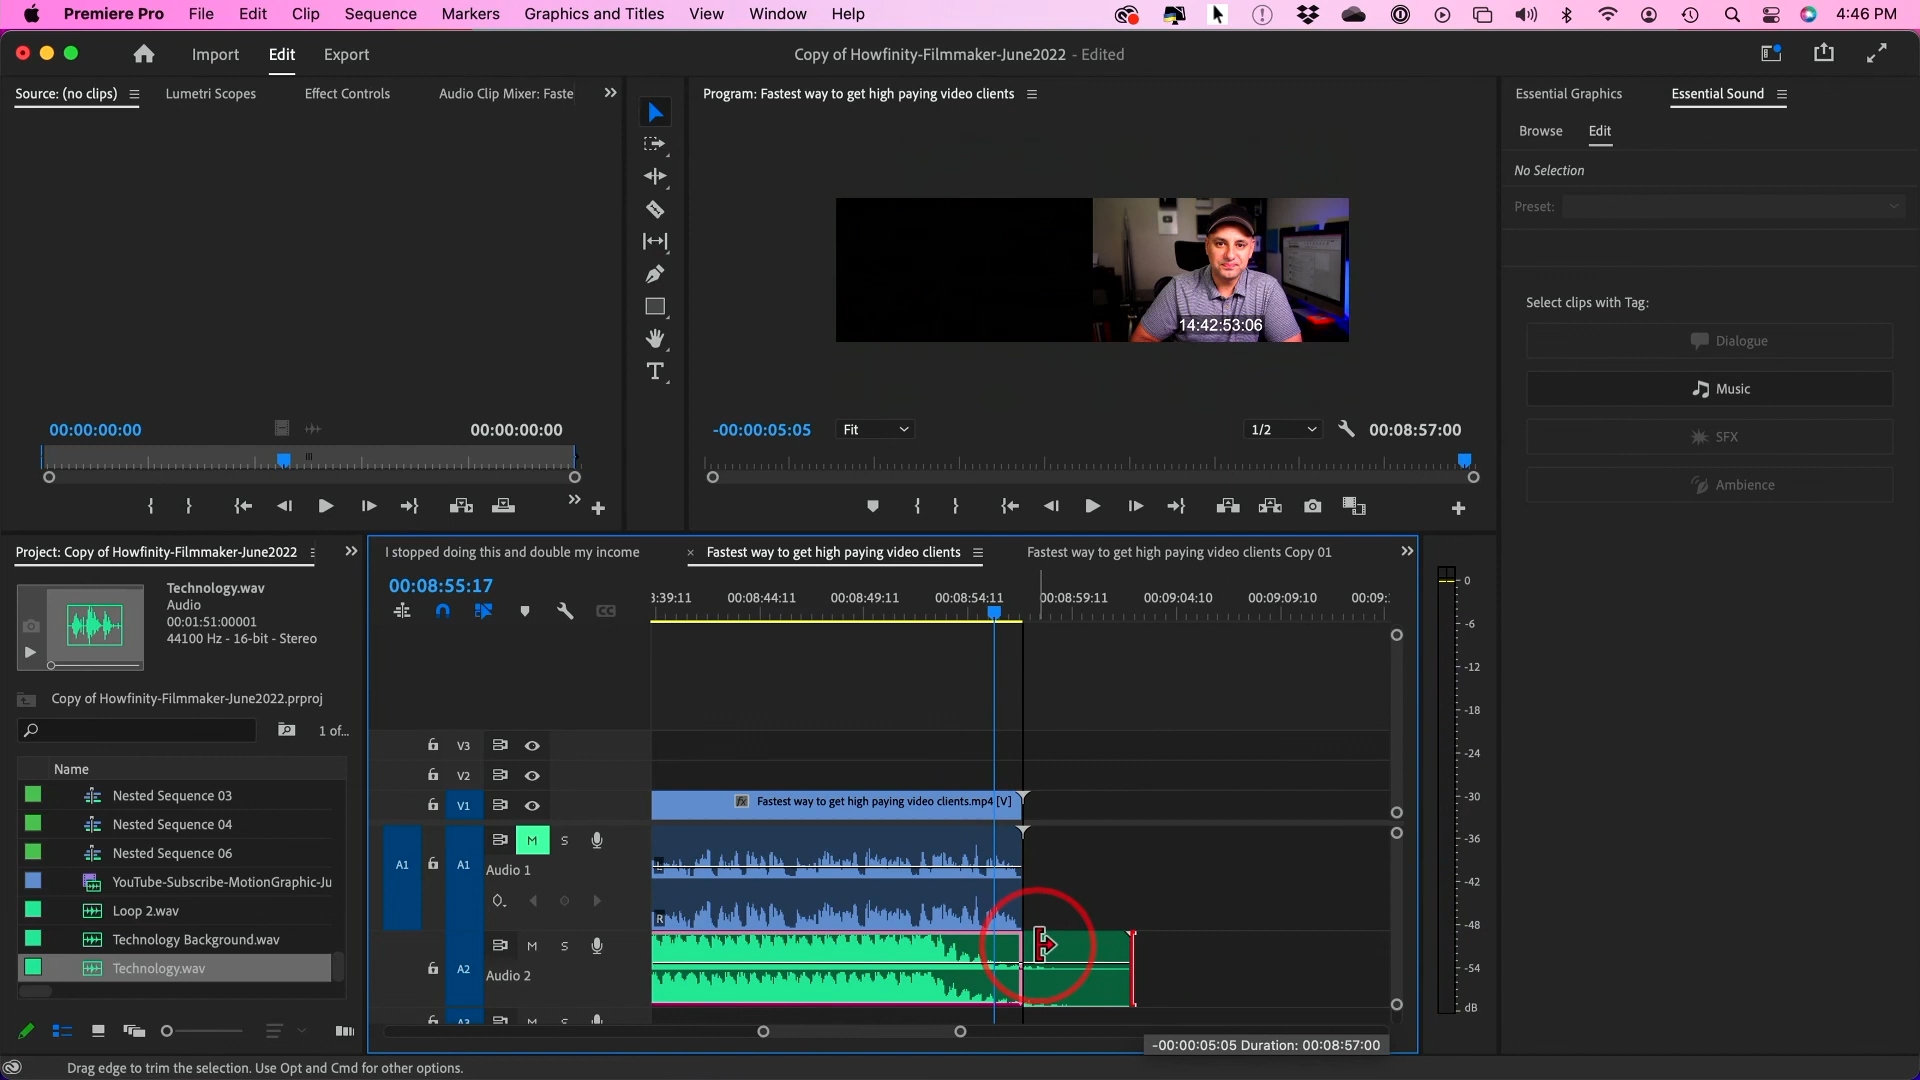 Premiere Pro File Edit Clip Sequence Markers Graphics and Titles View Window Help 4:46 PM
Import Edit Export Copy of Howfinity-Filmmaker-June2022 - Edited
Source: (no clips) Lumetri Scopes Effect Controls Audio Clip Mixer: Faste
Program: Fastest way to get high paying video clients
Essential Graphics Essential Sound
Browse Edit
No Selection
Preset:
Select clips with Tag:
Dialogue
Music
SFX
Ambience
14:42:53:06
00:00:00:00 00:00:00:00
-00:00:05:05 Fit 1/2 00:08:57:00
Project: Copy of Howfinity-Filmmaker-June2022
Technology.wav
Audio
00:01:51:00001
44100 Hz - 16-bit - Stereo
Copy of Howfinity-Filmmaker-June2022.prproj
1 of...
Name
Nested Sequence 03
Nested Sequence 04
Nested Sequence 06
YouTube-Subscribe-MotionGraphic-Ju
Loop 2.wav
Technology Background.wav
Technology.wav
I stopped doing this and double my income × Fastest way to get high paying video clients Fastest way to get high paying video clients Copy 01
00:08:55:17
3:39:11 00:08:44:11 00:08:49:11 00:08:54:11 00:08:59:11 00:09:04:10 00:09:09:10 00:09:
V3
V2
V1 fx Fastest way to get high paying video clients.mp4 [V]
A1 A1 M S
Audio 1
L
R
A2 M S
Audio 2
A3 M S
-00:00:05:05 Duration: 00:08:57:00
0
-6
-12
-18
-24
-30
-36
-42
-48
-54
dB
Drag edge to trim the selection. Use Opt and Cmd for other options.